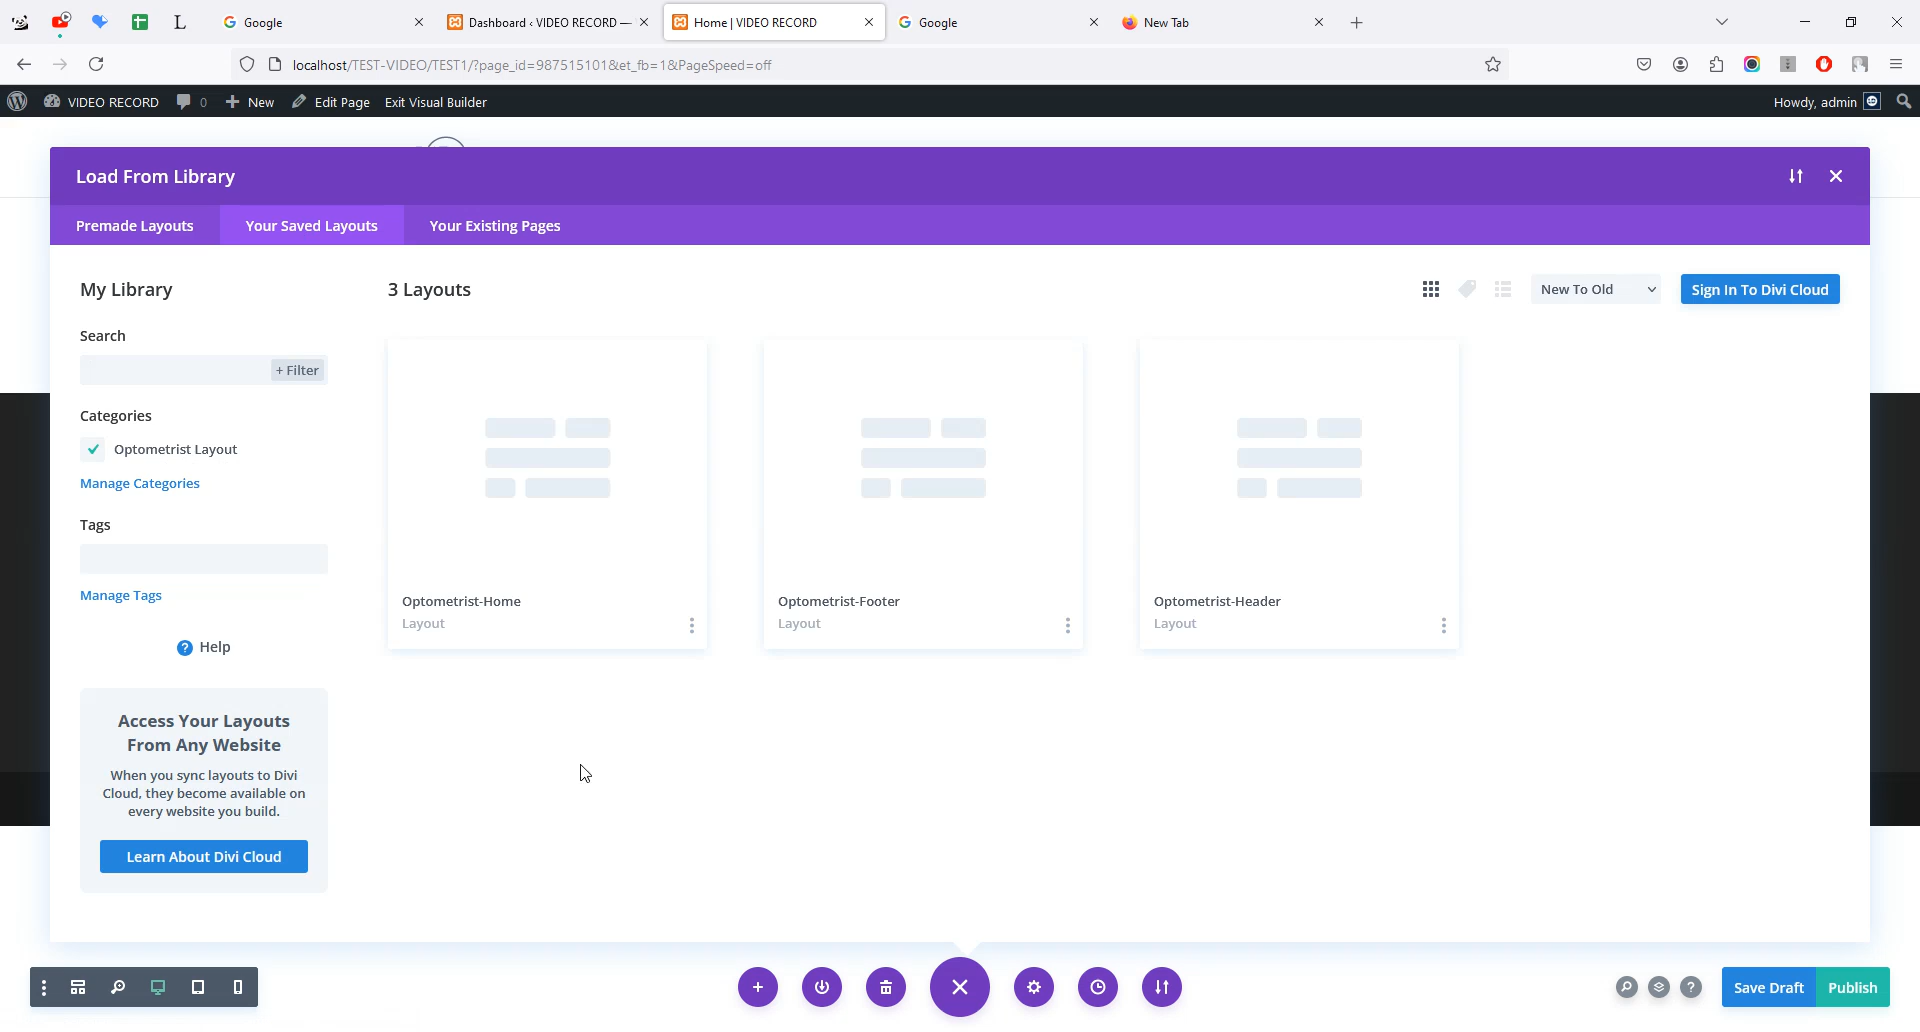 Google
Dashboard ‹ VIDEO RECORD —
Home | VIDEO RECORD
Google
New Tab
localhost/TEST-VIDEO/TEST1/?page_id=987515101&et_fb=1&PageSpeed=off
VIDEO RECORD
0
New
Edit Page
Exit Visual Builder
Howdy, admin
Load From Library
Premade Layouts
Your Saved Layouts
Your Existing Pages
My Library
3 Layouts
New To Old
Sign In To Divi Cloud
Search
+ Filter
Categories
Optometrist Layout
Manage Categories
Tags
Manage Tags
Help
Optometrist-Home
Layout
Optometrist-Footer
Layout
Optometrist-Header
Layout
Access Your Layouts
From Any Website
When you sync layouts to Divi
Cloud, they become available on
every website you build.
Learn About Divi Cloud
Save Draft
Publish